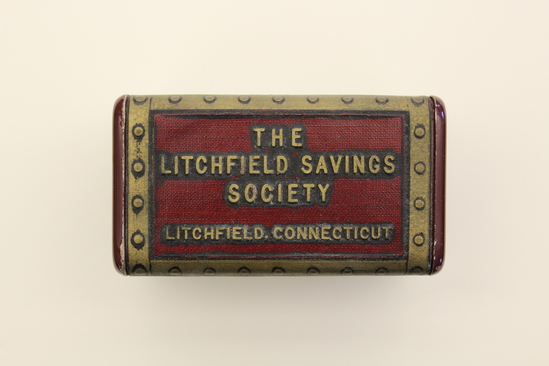 THE
LITCHFIELD SAVINGS
SOCIETY
LITCHFIELD, CONNECTICUT